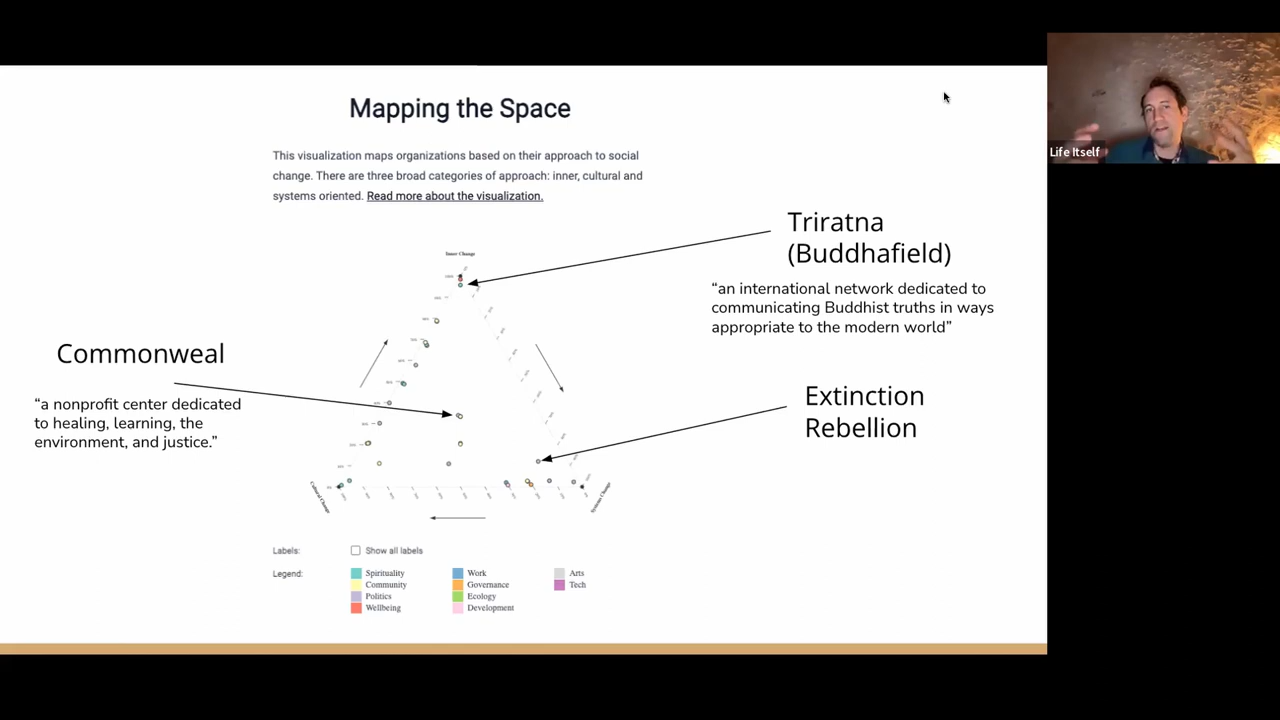 Mapping the Space
This visualization maps organizations based on their approach to social
change. There are three broad categories of approach: inner, cultural and
systems oriented. Read more about the visualization.
Life Itself
Triratna
(Buddhafield)
“an international network dedicated to
communicating Buddhist truths in ways
appropriate to the modern world”
Inner Change
Commonweal
“a nonprofit center dedicated
to healing, learning, the
environment, and justice.”
Extinction
Rebellion
Cultural Change
Systems Change
Labels:
Show all labels
Legend:
Spirituality
Community
Politics
Wellbeing
Work
Governance
Ecology
Development
Arts
Tech